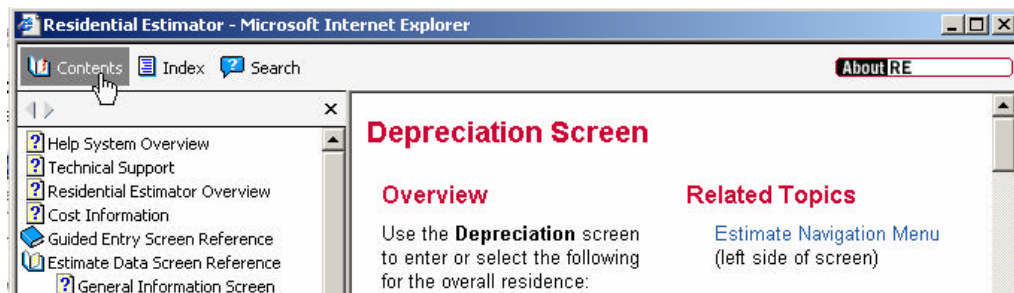 Residential Estimator - Microsoft Internet Explorer
Contents Index Search
About RE
Help System Overview
Technical Support
Residential Estimator Overview
Cost Information
Guided Entry Screen Reference
Estimate Data Screen Reference
General Information Screen
Depreciation Screen
Overview
Use the Depreciation screen
to enter or select the following
for the overall residence:
Related Topics
Estimate Navigation Menu
(left side of screen)